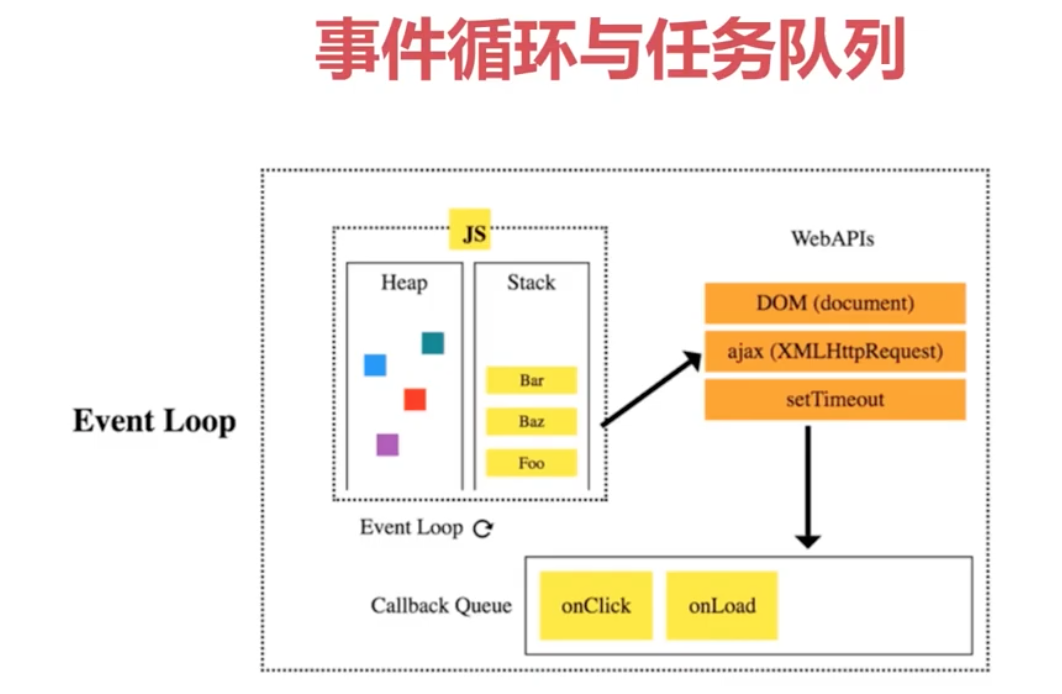 事件循环与任务队列
JS
WebAPIs
Heap
Stack
DOM (document)
ajax (XMLHttpRequest)
setTimeout
Bar
Baz
Foo
Event Loop
Event Loop
Callback Queue
onClick
onLoad